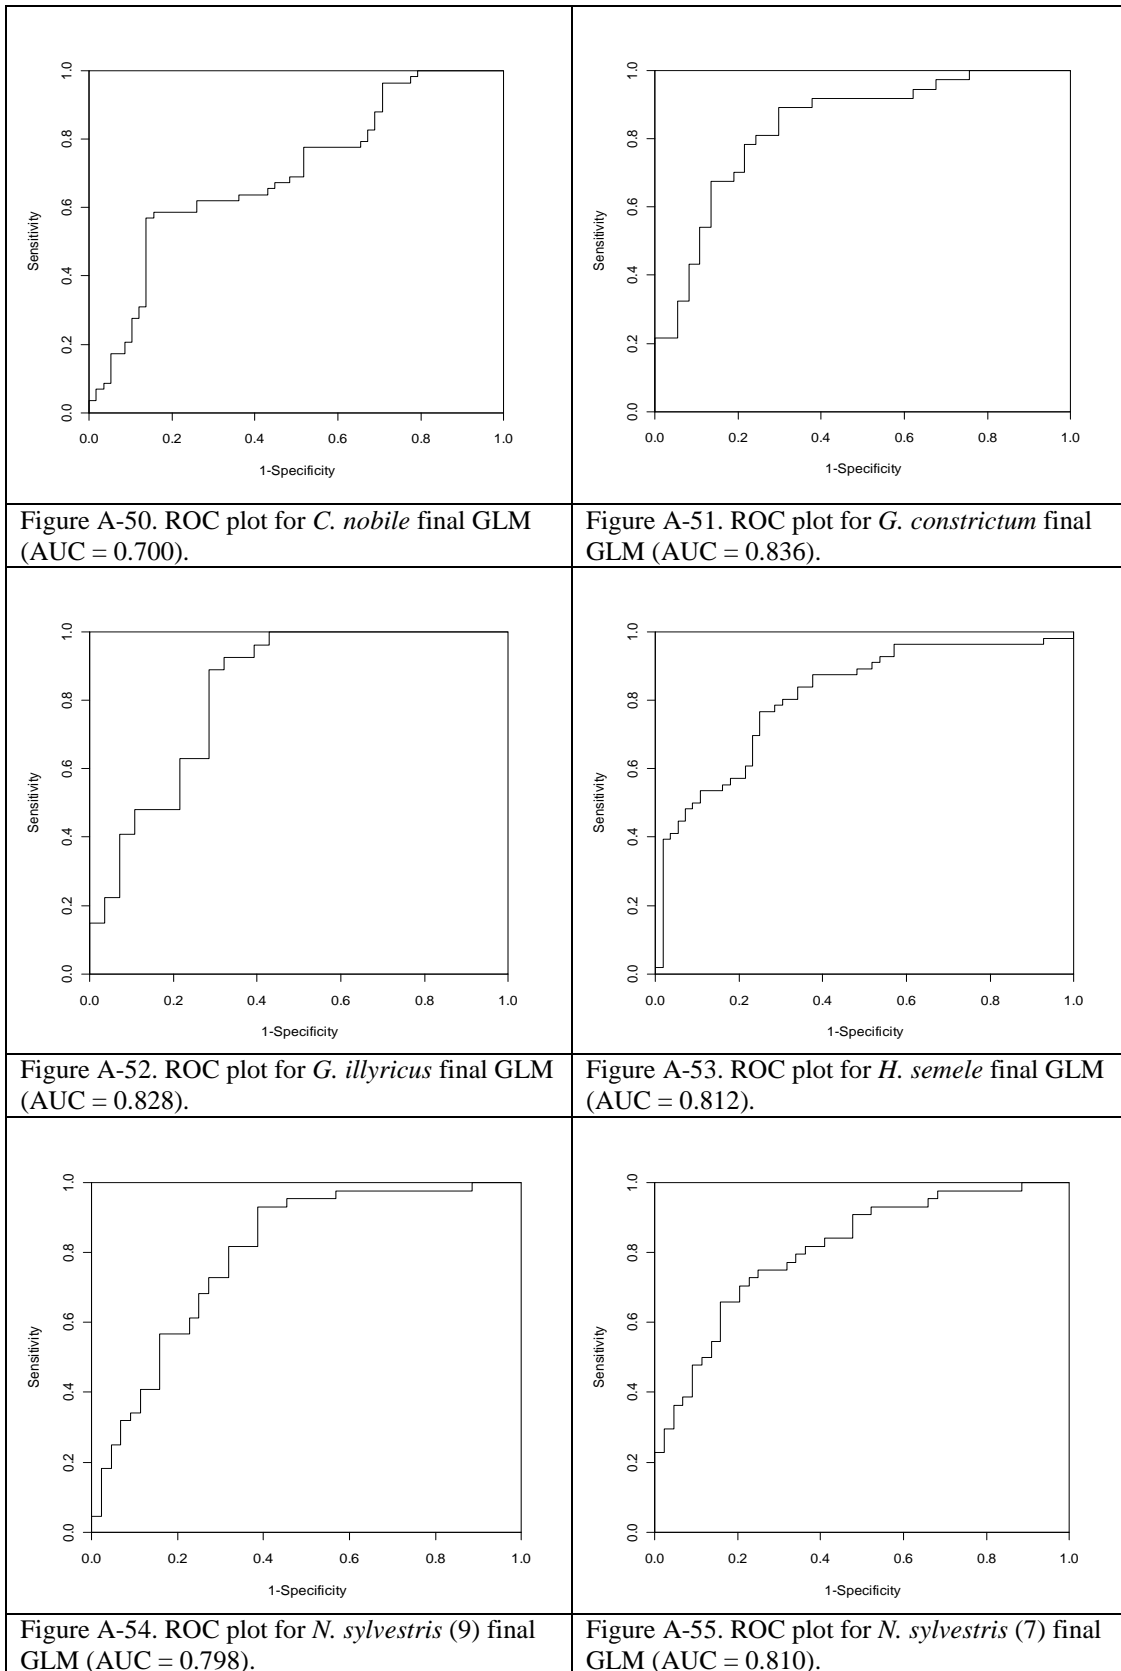 1.0
0.8
0.6
0.4
0.2
0.0
Sensitivity
0.0 0.2 0.4 0.6 0.8 1.0
1-Specificity
Figure A-50. ROC plot for C. nobile final GLM
(AUC = 0.700).
1.0
0.8
0.6
0.4
0.2
0.0
Sensitivity
0.0 0.2 0.4 0.6 0.8 1.0
1-Specificity
Figure A-51. ROC plot for G. constrictum final
GLM (AUC = 0.836).
1.0
0.8
0.6
0.4
0.2
0.0
Sensitivity
0.0 0.2 0.4 0.6 0.8 1.0
1-Specificity
Figure A-52. ROC plot for G. illyricus final GLM
(AUC = 0.828).
1.0
0.8
0.6
0.4
0.2
0.0
Sensitivity
0.0 0.2 0.4 0.6 0.8 1.0
1-Specificity
Figure A-53. ROC plot for H. semele final GLM
(AUC = 0.812).
1.0
0.8
0.6
0.4
0.2
0.0
Sensitivity
0.0 0.2 0.4 0.6 0.8 1.0
1-Specificity
Figure A-54. ROC plot for N. sylvestris (9) final
GLM (AUC = 0.798).
1.0
0.8
0.6
0.4
0.2
0.0
Sensitivity
0.0 0.2 0.4 0.6 0.8 1.0
1-Specificity
Figure A-55. ROC plot for N. sylvestris (7) final
GLM (AUC = 0.810).